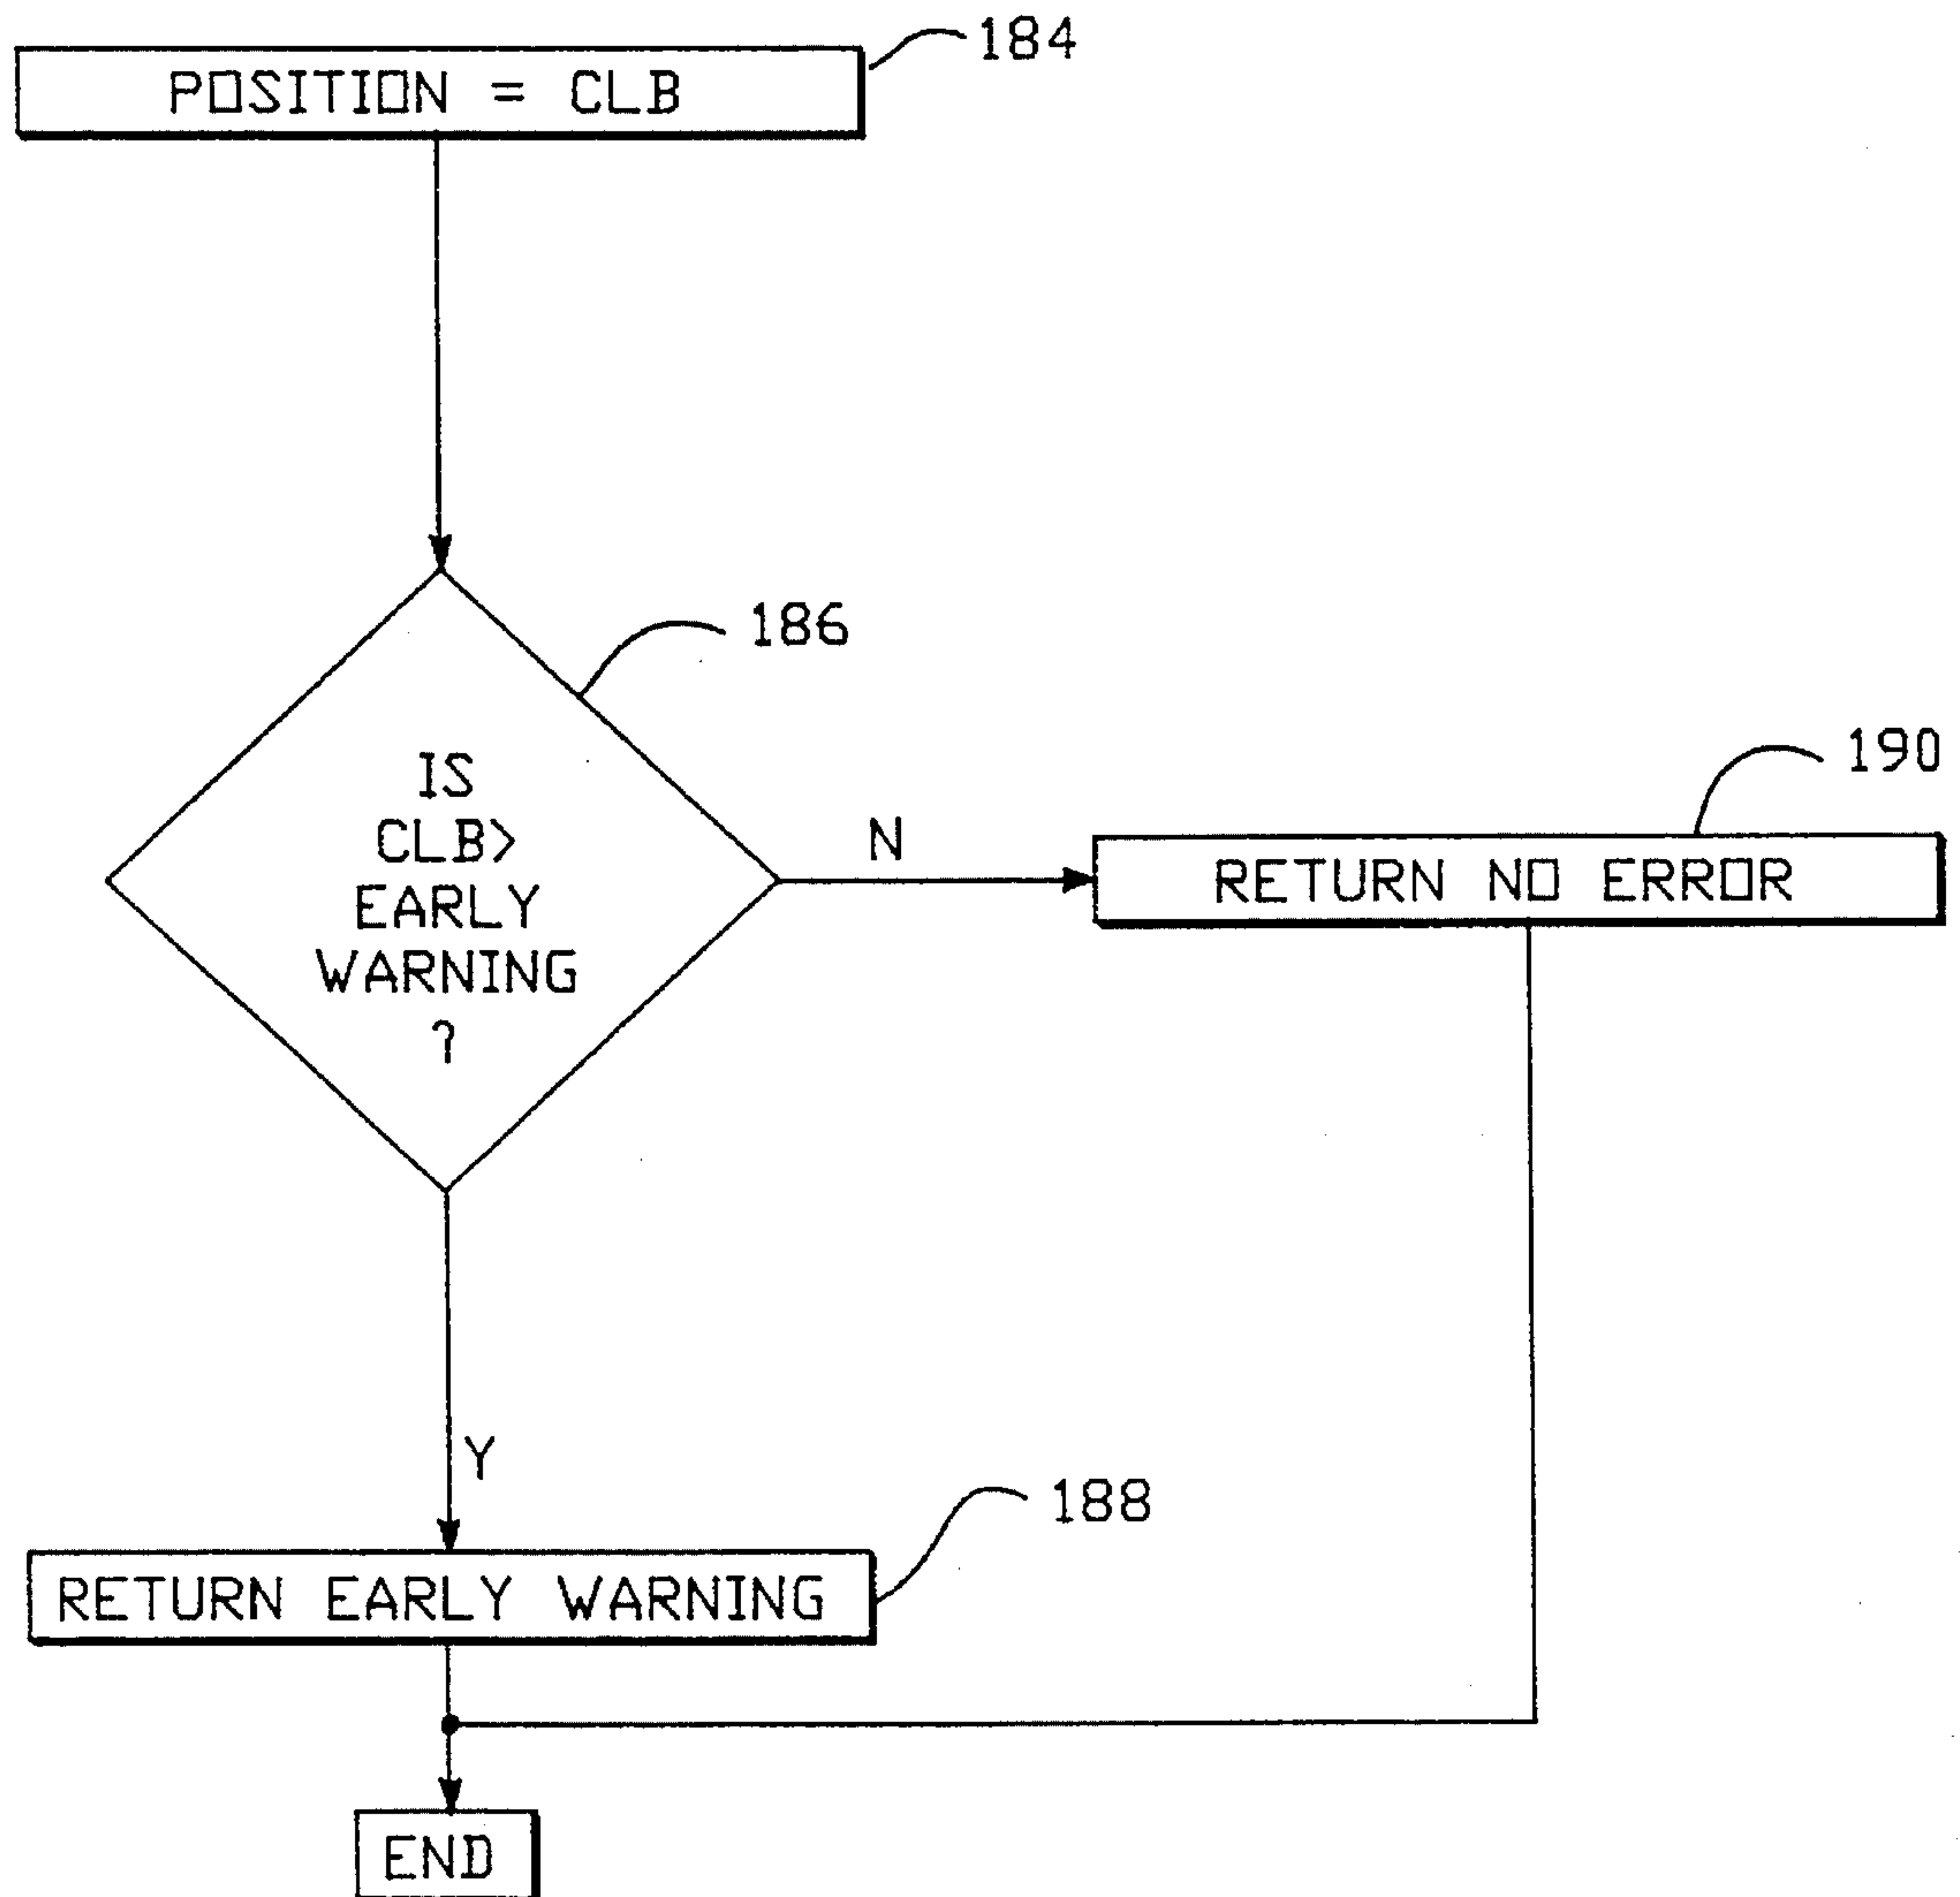 184
POSITION = CLB
186
IS
CLB>
EARLY
WARNING
?
N
190
RETURN NO ERROR
Y
188
RETURN EARLY WARNING
END